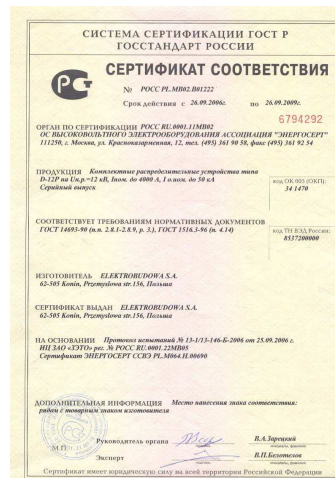 СИСТЕМА СЕРТИФИКАЦИИ ГОСТ Р
ГОССТАНДАРТ РОССИИ
СЕРТИФИКАТ СООТВЕТСТВИЯ
№ РОСС PL.МВ02.В01222
Срок действия с 26.09.2006г. по 26.09.2009г.
6794292
ОРГАН ПО СЕРТИФИКАЦИИ РОСС RU.0001.11МВ02
ОС ВЫСОКОВОЛЬТНОГО ЭЛЕКТРООБОРУДОВАНИЯ АССОЦИАЦИЯ "ЭНЕРГОСЕРТ"
111250, г. Москва, ул. Красноказарменная, 12, тел. (495) 361 90 58, факс (495) 361 92 54
ПРОДУКЦИЯ Комплектные распределительные устройства типа
D-12P на Uн.р.=12 кВ, Iном. до 4000 А, I о.ном. до 50 кА
Серийный выпуск
код ОК 005 (ОКП):
34 1470
СООТВЕТСТВУЕТ ТРЕБОВАНИЯМ НОРМАТИВНЫХ ДОКУМЕНТОВ
ГОСТ 14693-90 (п.п. 2.8.1-2.8.9, р. 3.), ГОСТ 1516.3-96 (п. 4.14)
код ТН ВЭД России:
8537200000
ИЗГОТОВИТЕЛЬ ELEKTROBUDOWA S.A.
62-505 Konin, Przemyslowa str.156, Польша
СЕРТИФИКАТ ВЫДАН ELEKTROBUDOWA S.A.
62-505 Konin, Przemyslowa str.156, Польша
НА ОСНОВАНИИ Протокол испытаний № 13-1/13-146-Б-2006 от 25.09.2006 г.
ИЦ ЗАО «ЗЭТО» рег. № РОСС RU.0001.22МВ05
Сертификат ЭНЕРГОСЕРТ ССВЭ PL.М064.Н.00690
ДОПОЛНИТЕЛЬНАЯ ИНФОРМАЦИЯ Место нанесения знака соответствия:
рядом с товарным знаком изготовителя
М.П.
Руководитель органа
В.А.Зарецкий
Эксперт
В.П.Белотелов
Сертификат имеет юридическую силу на всей территории Российской Федерации